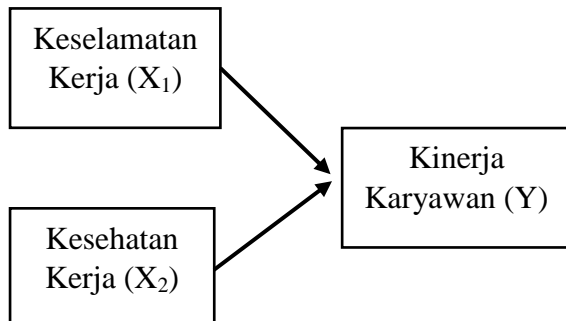 Keselamatan
Kerja (X₁)
Kinerja
Karyawan (Y)
Kesehatan
Kerja (X₂)